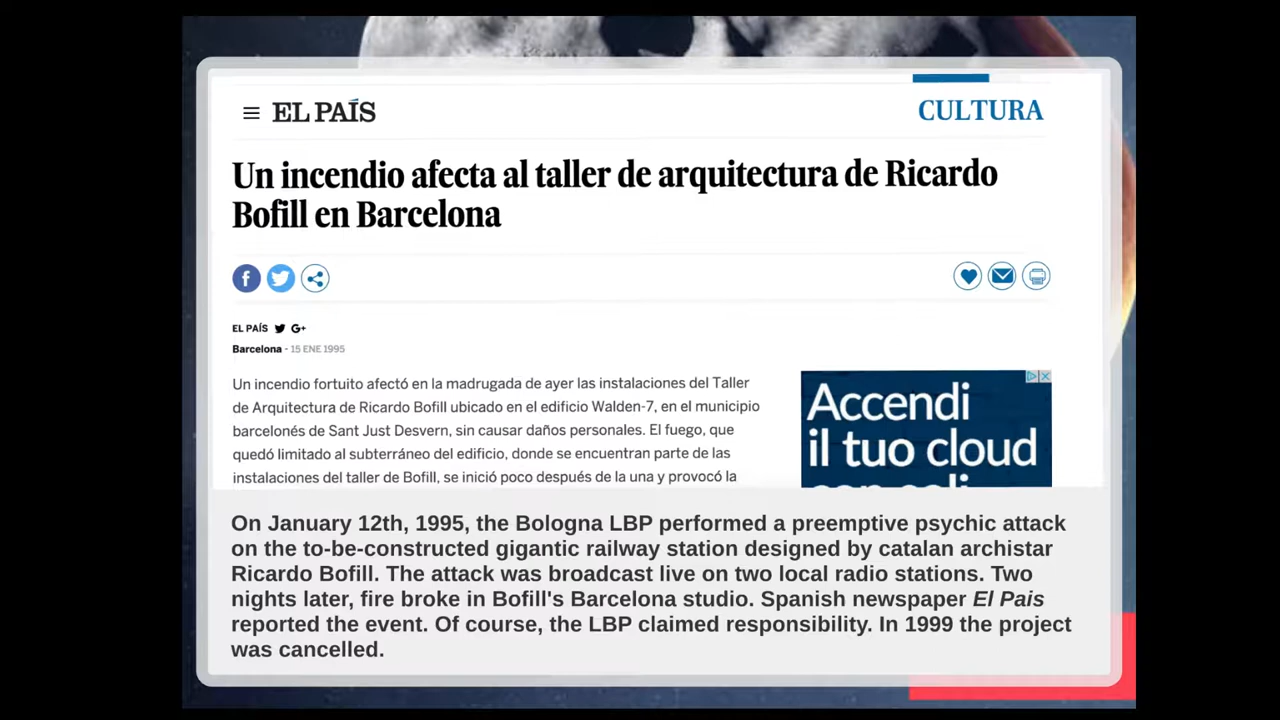 EL PAÍS
CULTURA
Un incendio afecta al taller de arquitectura de Ricardo
Bofill en Barcelona
EL PAÍS
Barcelona - 15 ENE 1995
Un incendio fortuito afectó en la madrugada de ayer las instalaciones del Taller
de Arquitectura de Ricardo Bofill ubicado en el edificio Walden-7, en el municipio
barcelonés de Sant Just Desvern, sin causar daños personales. El fuego, que
quedó limitado al subterráneo del edificio, donde se encuentran parte de las
instalaciones del taller de Bofill, se inició poco después de la una y provocó la
Accendi
il tuo cloud
On January 12th, 1995, the Bologna LBP performed a preemptive psychic attack
on the to-be-constructed gigantic railway station designed by catalan archistar
Ricardo Bofill. The attack was broadcast live on two local radio stations. Two
nights later, fire broke in Bofill's Barcelona studio. Spanish newspaper El Pais
reported the event. Of course, the LBP claimed responsibility. In 1999 the project
was cancelled.